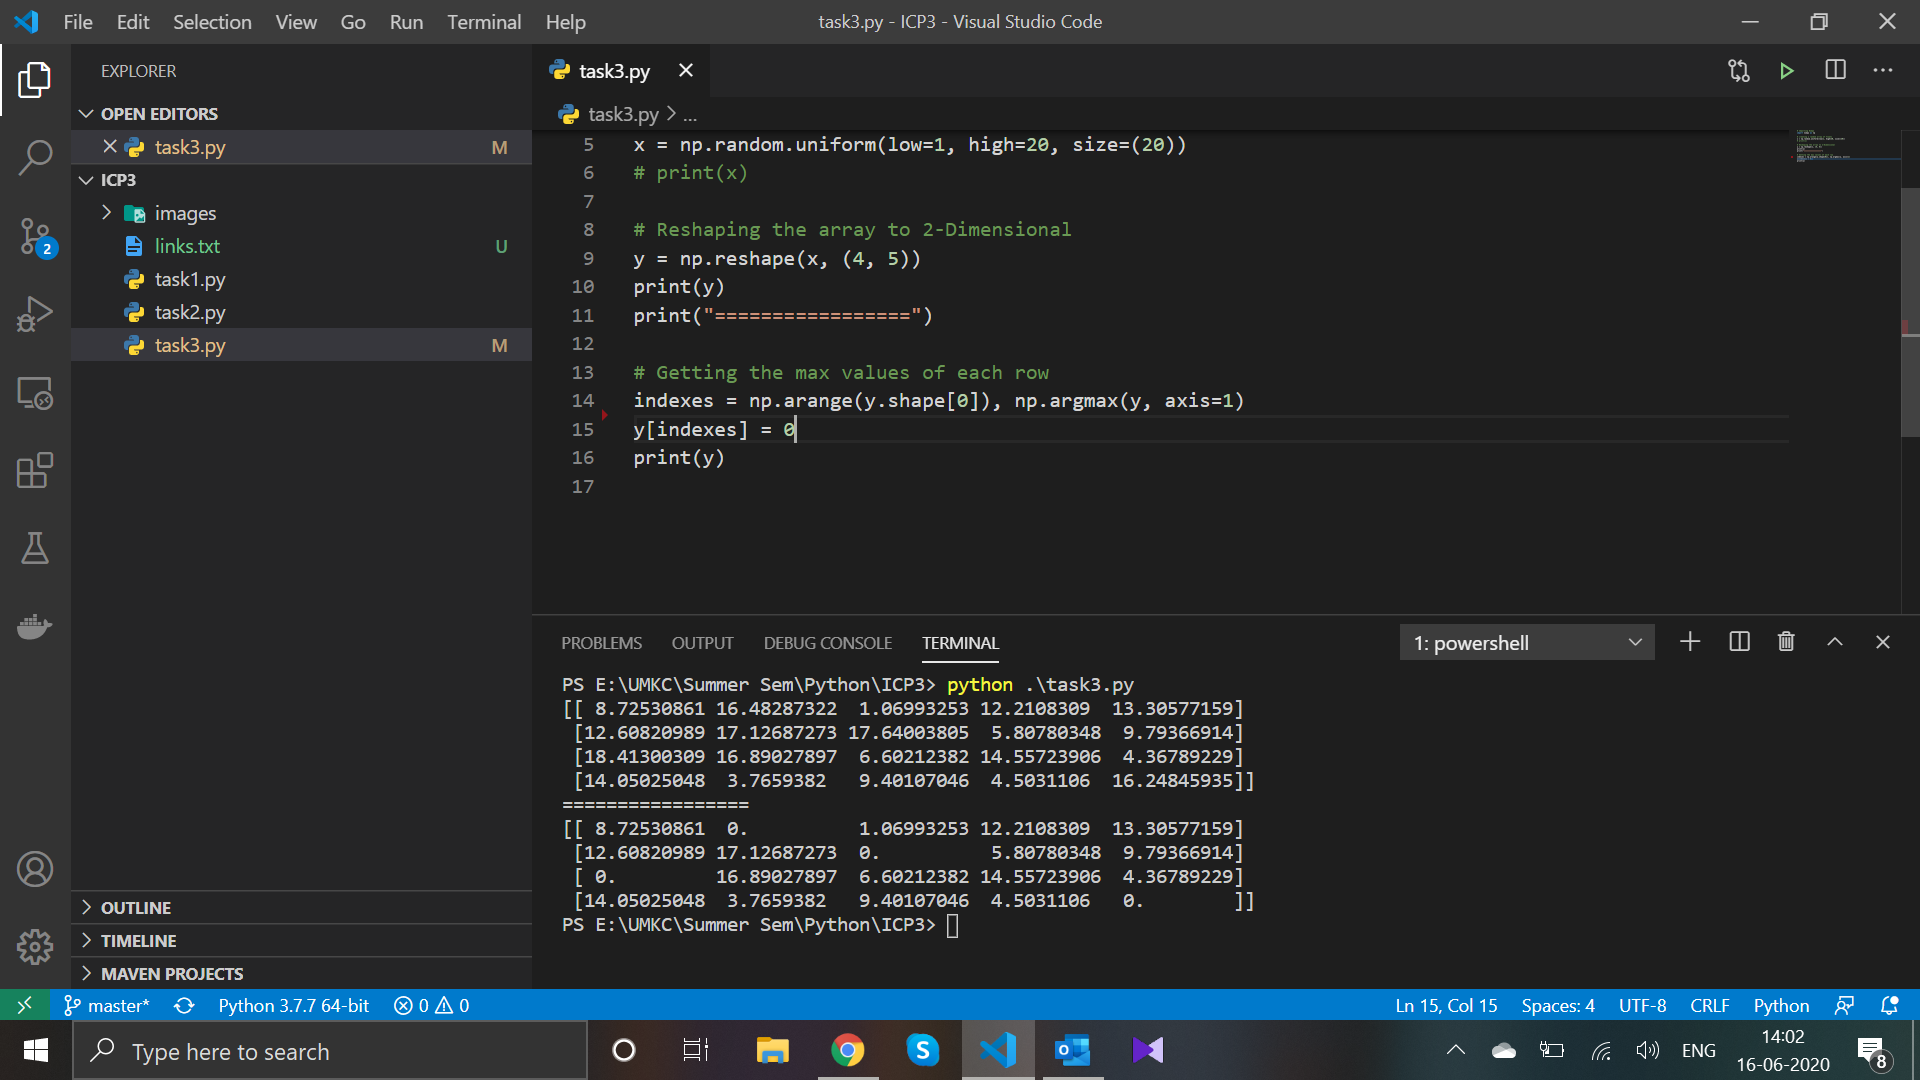 File Edit Selection View Go Run Terminal Help
task3.py - ICP3 - Visual Studio Code
EXPLORER
OPEN EDITORS
task3.py M
ICP3
images
links.txt U
task1.py
task2.py
task3.py M
OUTLINE
TIMELINE
MAVEN PROJECTS
2
task3.py
task3.py > ...
5 x = np.random.uniform(low=1, high=20, size=(20))
6 # print(x)
7
8 # Reshaping the array to 2-Dimensional
9 y = np.reshape(x, (4, 5))
10 print(y)
11 print("=================")
12
13 # Getting the max values of each row
14 indexes = np.arange(y.shape[0]), np.argmax(y, axis=1)
15 y[indexes] = 0
16 print(y)
17
PROBLEMS OUTPUT DEBUG CONSOLE TERMINAL
1: powershell
PS E:\UMKC\Summer Sem\Python\ICP3> python .\task3.py
[[ 8.72530861 16.48287322  1.06993253 12.2108309  13.30577159]
 [12.60820989 17.12687273 17.64003805  5.80780348  9.79366914]
 [18.41300309 16.89027897  6.60212382 14.55723906  4.36789229]
 [14.05025048  3.7659382   9.40107046  4.5031106  16.24845935]]
=================
[[ 8.72530861  0.          1.06993253 12.2108309  13.30577159]
 [12.60820989 17.12687273  0.          5.80780348  9.79366914]
 [ 0.         16.89027897  6.60212382 14.55723906  4.36789229]
 [14.05025048  3.7659382   9.40107046  4.5031106   0.        ]]
PS E:\UMKC\Summer Sem\Python\ICP3>
master* Python 3.7.7 64-bit 0 0
Ln 15, Col 15 Spaces: 4 UTF-8 CRLF Python
Type here to search
ENG
14:02
16-06-2020
8